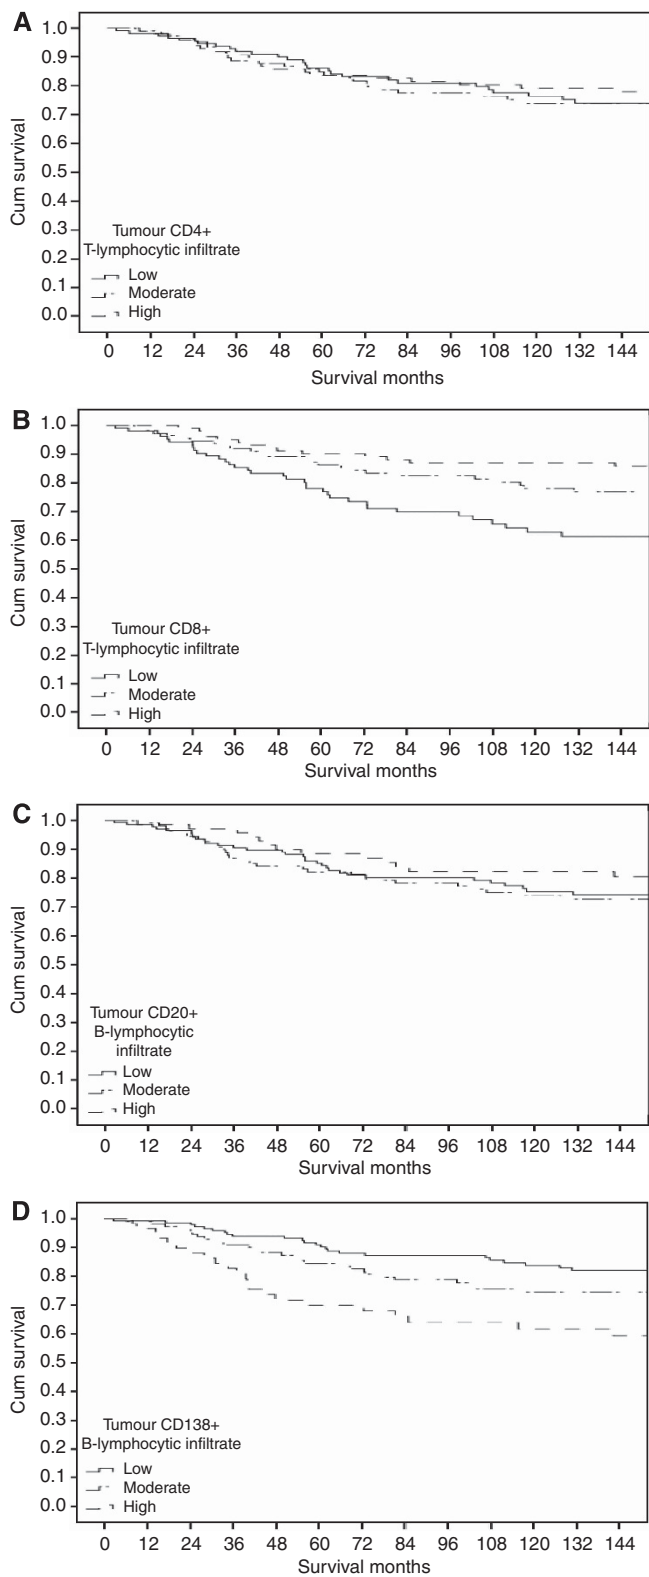 A
1.0
0.9
0.8
0.7
0.6
0.5
0.4
0.3
0.2
0.1
0.0
Cum survival
Tumour CD4+
T-lymphocytic infiltrate
Low
Moderate
High
0 12 24 36 48 60 72 84 96 108 120 132 144
Survival months
B
1.0
0.9
0.8
0.7
0.6
0.5
0.4
0.3
0.2
0.1
0.0
Cum survival
Tumour CD8+
T-lymphocytic infiltrate
Low
Moderate
High
0 12 24 36 48 60 72 84 96 108 120 132 144
Survival months
C
1.0
0.9
0.8
0.7
0.6
0.5
0.4
0.3
0.2
0.1
0.0
Cum survival
Tumour CD20+
B-lymphocytic
infiltrate
Low
Moderate
High
0 12 24 36 48 60 72 84 96 108 120 132 144
Survival months
D
1.0
0.9
0.8
0.7
0.6
0.5
0.4
0.3
0.2
0.1
0.0
Cum survival
Tumour CD138+
B-lymphocytic infiltrate
Low
Moderate
High
0 12 24 36 48 60 72 84 96 108 120 132 144
Survival months